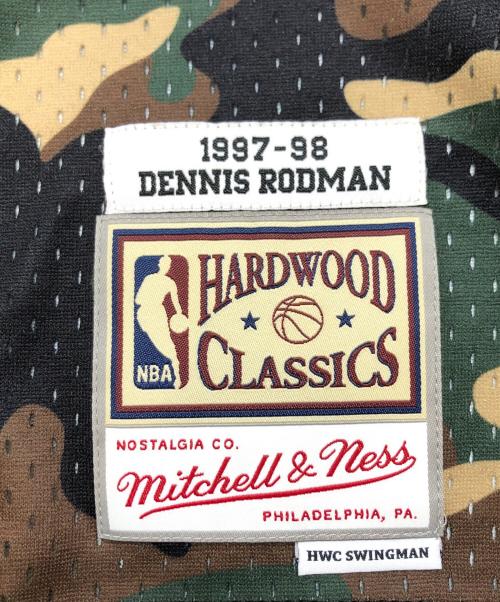 1997-98
DENNIS RODMAN
HARDWOOD
CLASSICS
NBA
NOSTALGIA CO.
Mitchell & Ness
PHILADELPHIA, PA.
HWC SWINGMAN